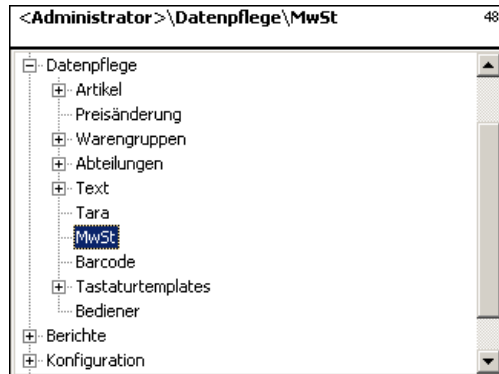 <Administrator>\Datenpflege\MwSt 48
Datenpflege
Artikel
Preisänderung
Warengruppen
Abteilungen
Text
Tara
MwSt
Barcode
Tastaturtemplates
Bediener
Berichte
Konfiguration